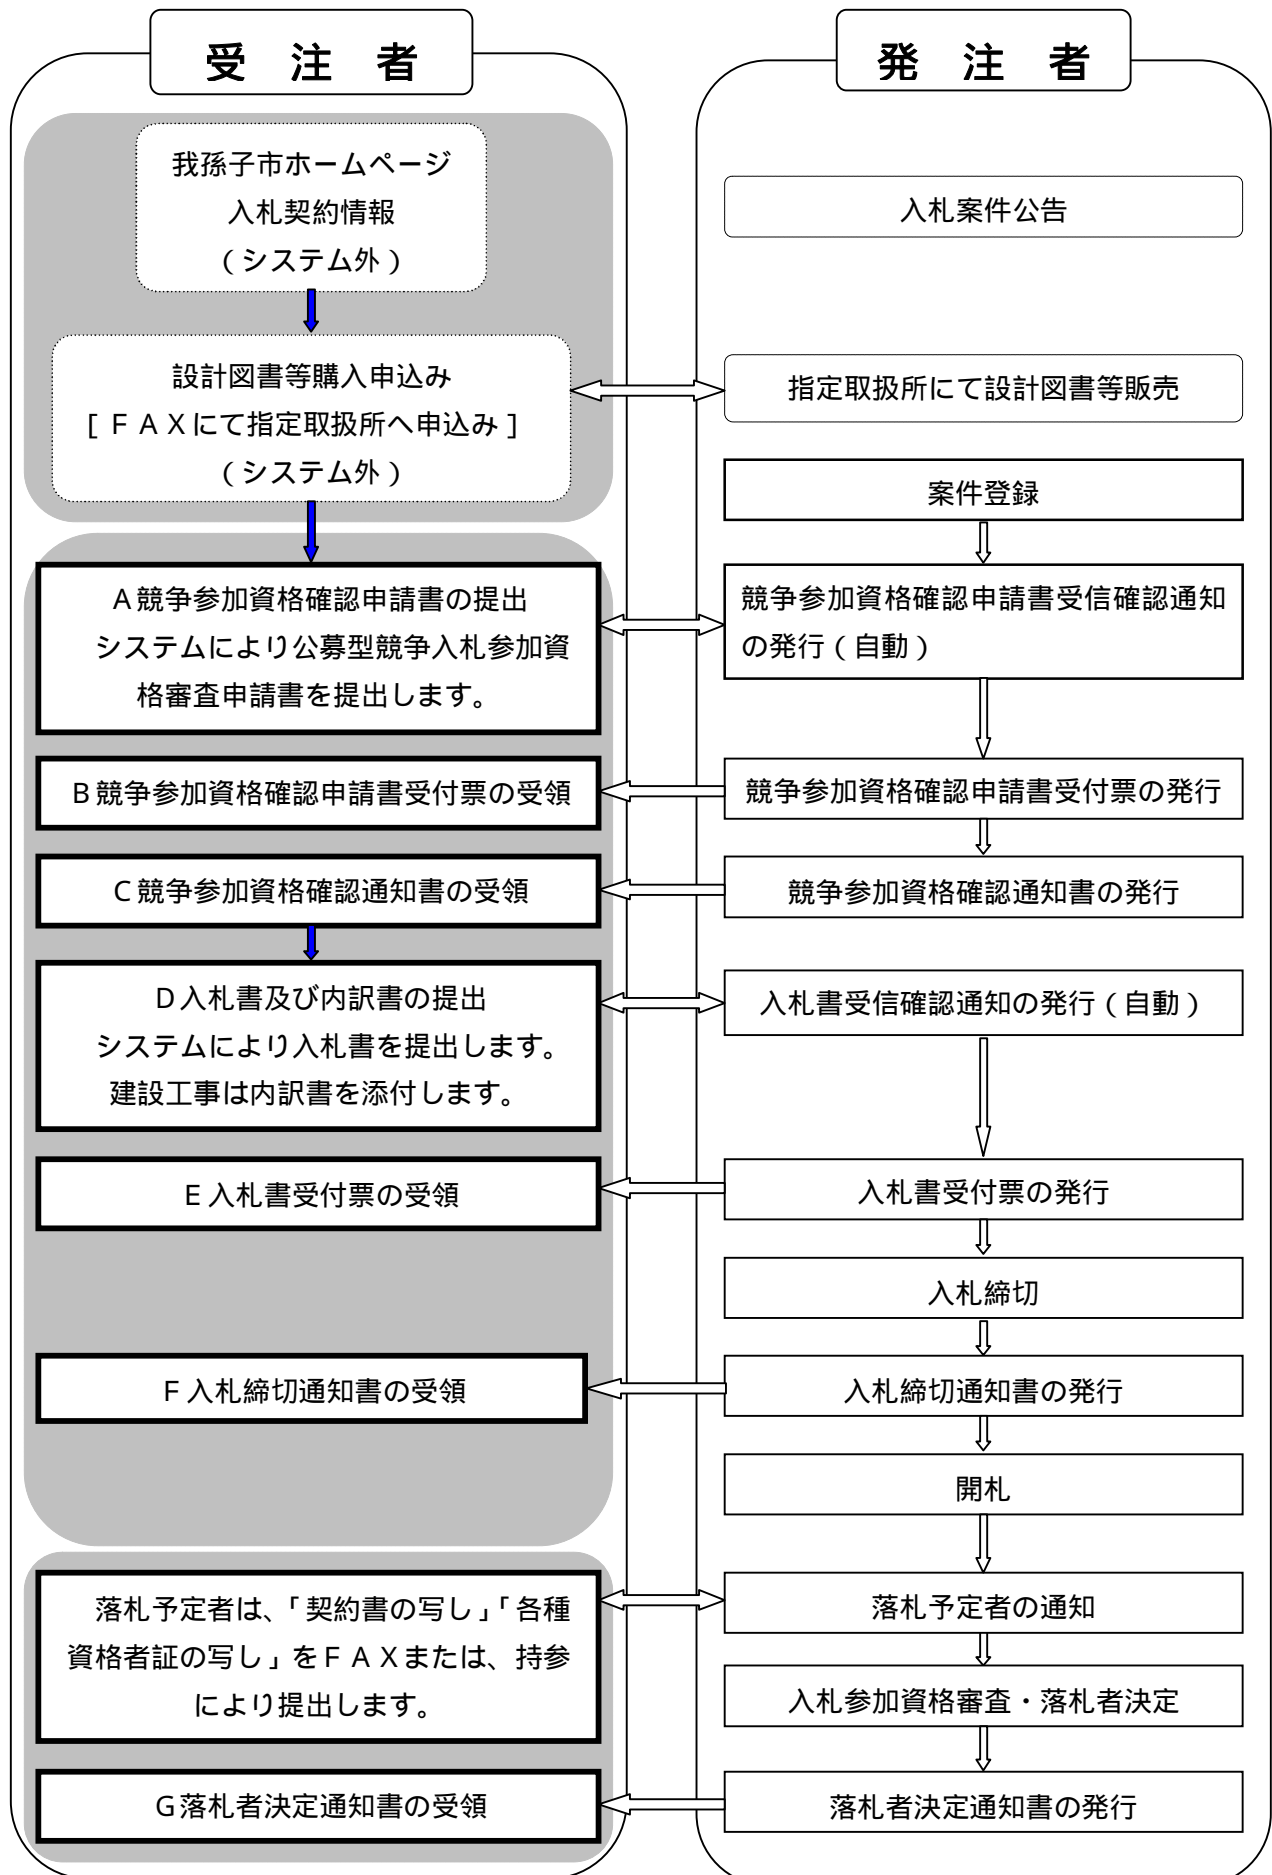 受　注　者
我孫子市ホームページ
入札契約情報
（システム外）
設計図書等購入申込み
［ＦＡＸにて指定取扱所へ申込み］
（システム外）
Ａ競争参加資格確認申請書の提出
システムにより公募型競争入札参加資
格審査申請書を提出します。
Ｂ競争参加資格確認申請書受付票の受領
Ｃ競争参加資格確認通知書の受領
Ｄ入札書及び内訳書の提出
システムにより入札書を提出します。
建設工事は内訳書を添付します。
Ｅ入札書受付票の受領
Ｆ入札締切通知書の受領
落札予定者は、「契約書の写し」「各種
資格者証の写し」をＦＡＸまたは、持参
により提出します。
Ｇ落札者決定通知書の受領
発　注　者
入札案件公告
指定取扱所にて設計図書等販売
案件登録
競争参加資格確認申請書受信確認通知
の発行（自動）
競争参加資格確認申請書受付票の発行
競争参加資格確認通知書の発行
入札書受信確認通知の発行（自動）
入札書受付票の発行
入札締切
入札締切通知書の発行
開札
落札予定者の通知
入札参加資格審査・落札者決定
落札者決定通知書の発行